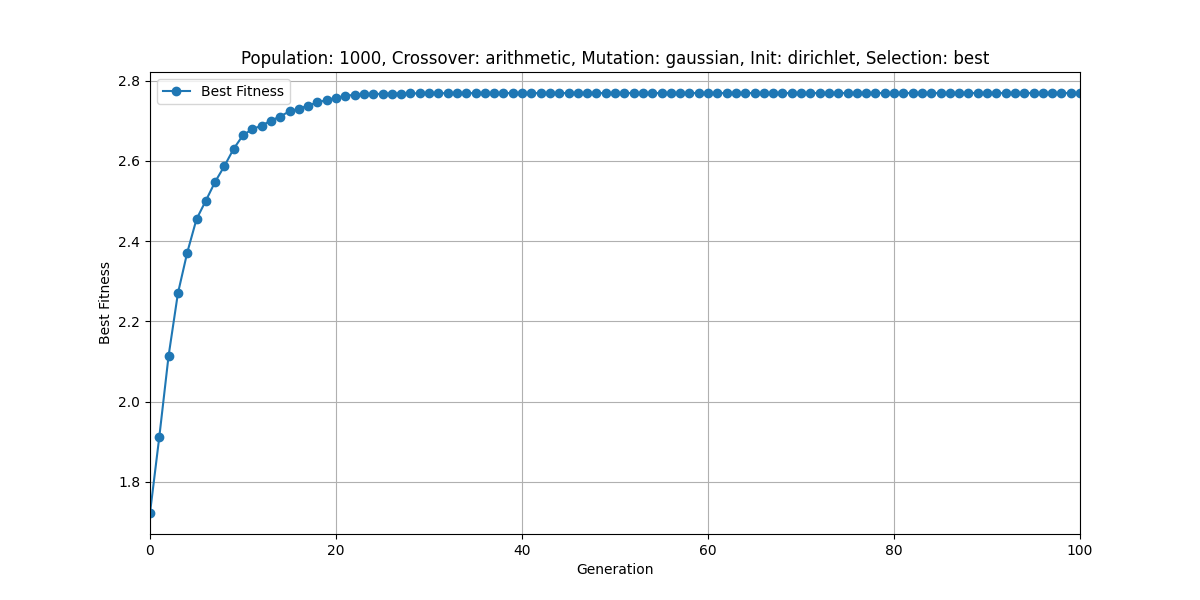 Population: 1000, Crossover: arithmetic, Mutation: gaussian, Init: dirichlet, Selection: best
Best Fitness
2.8
2.6
2.4
2.2
2.0
1.8
Best Fitness
0 20 40 60 80 100
Generation